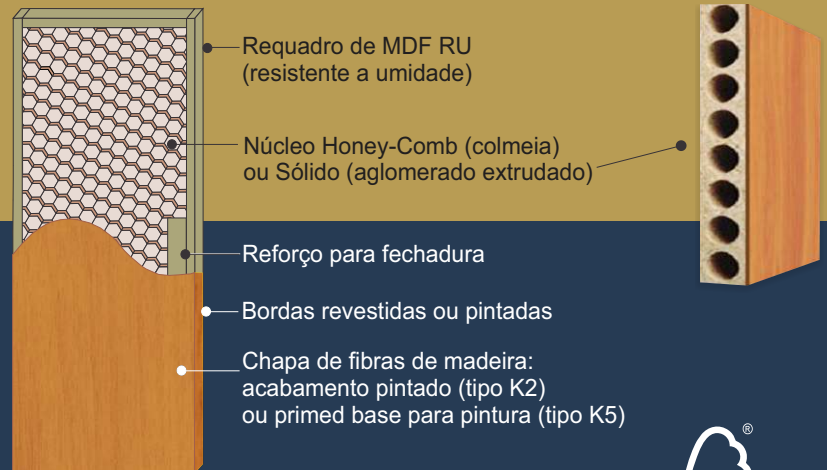 Requadro de MDF RU
(resistente a umidade)
Núcleo Honey-Comb (colmeia)
ou Sólido (aglomerado extrudado)
Reforço para fechadura
Bordas revestidas ou pintadas
Chapa de fibras de madeira:
acabamento pintado (tipo K2)
ou primed base para pintura (tipo K5)
®